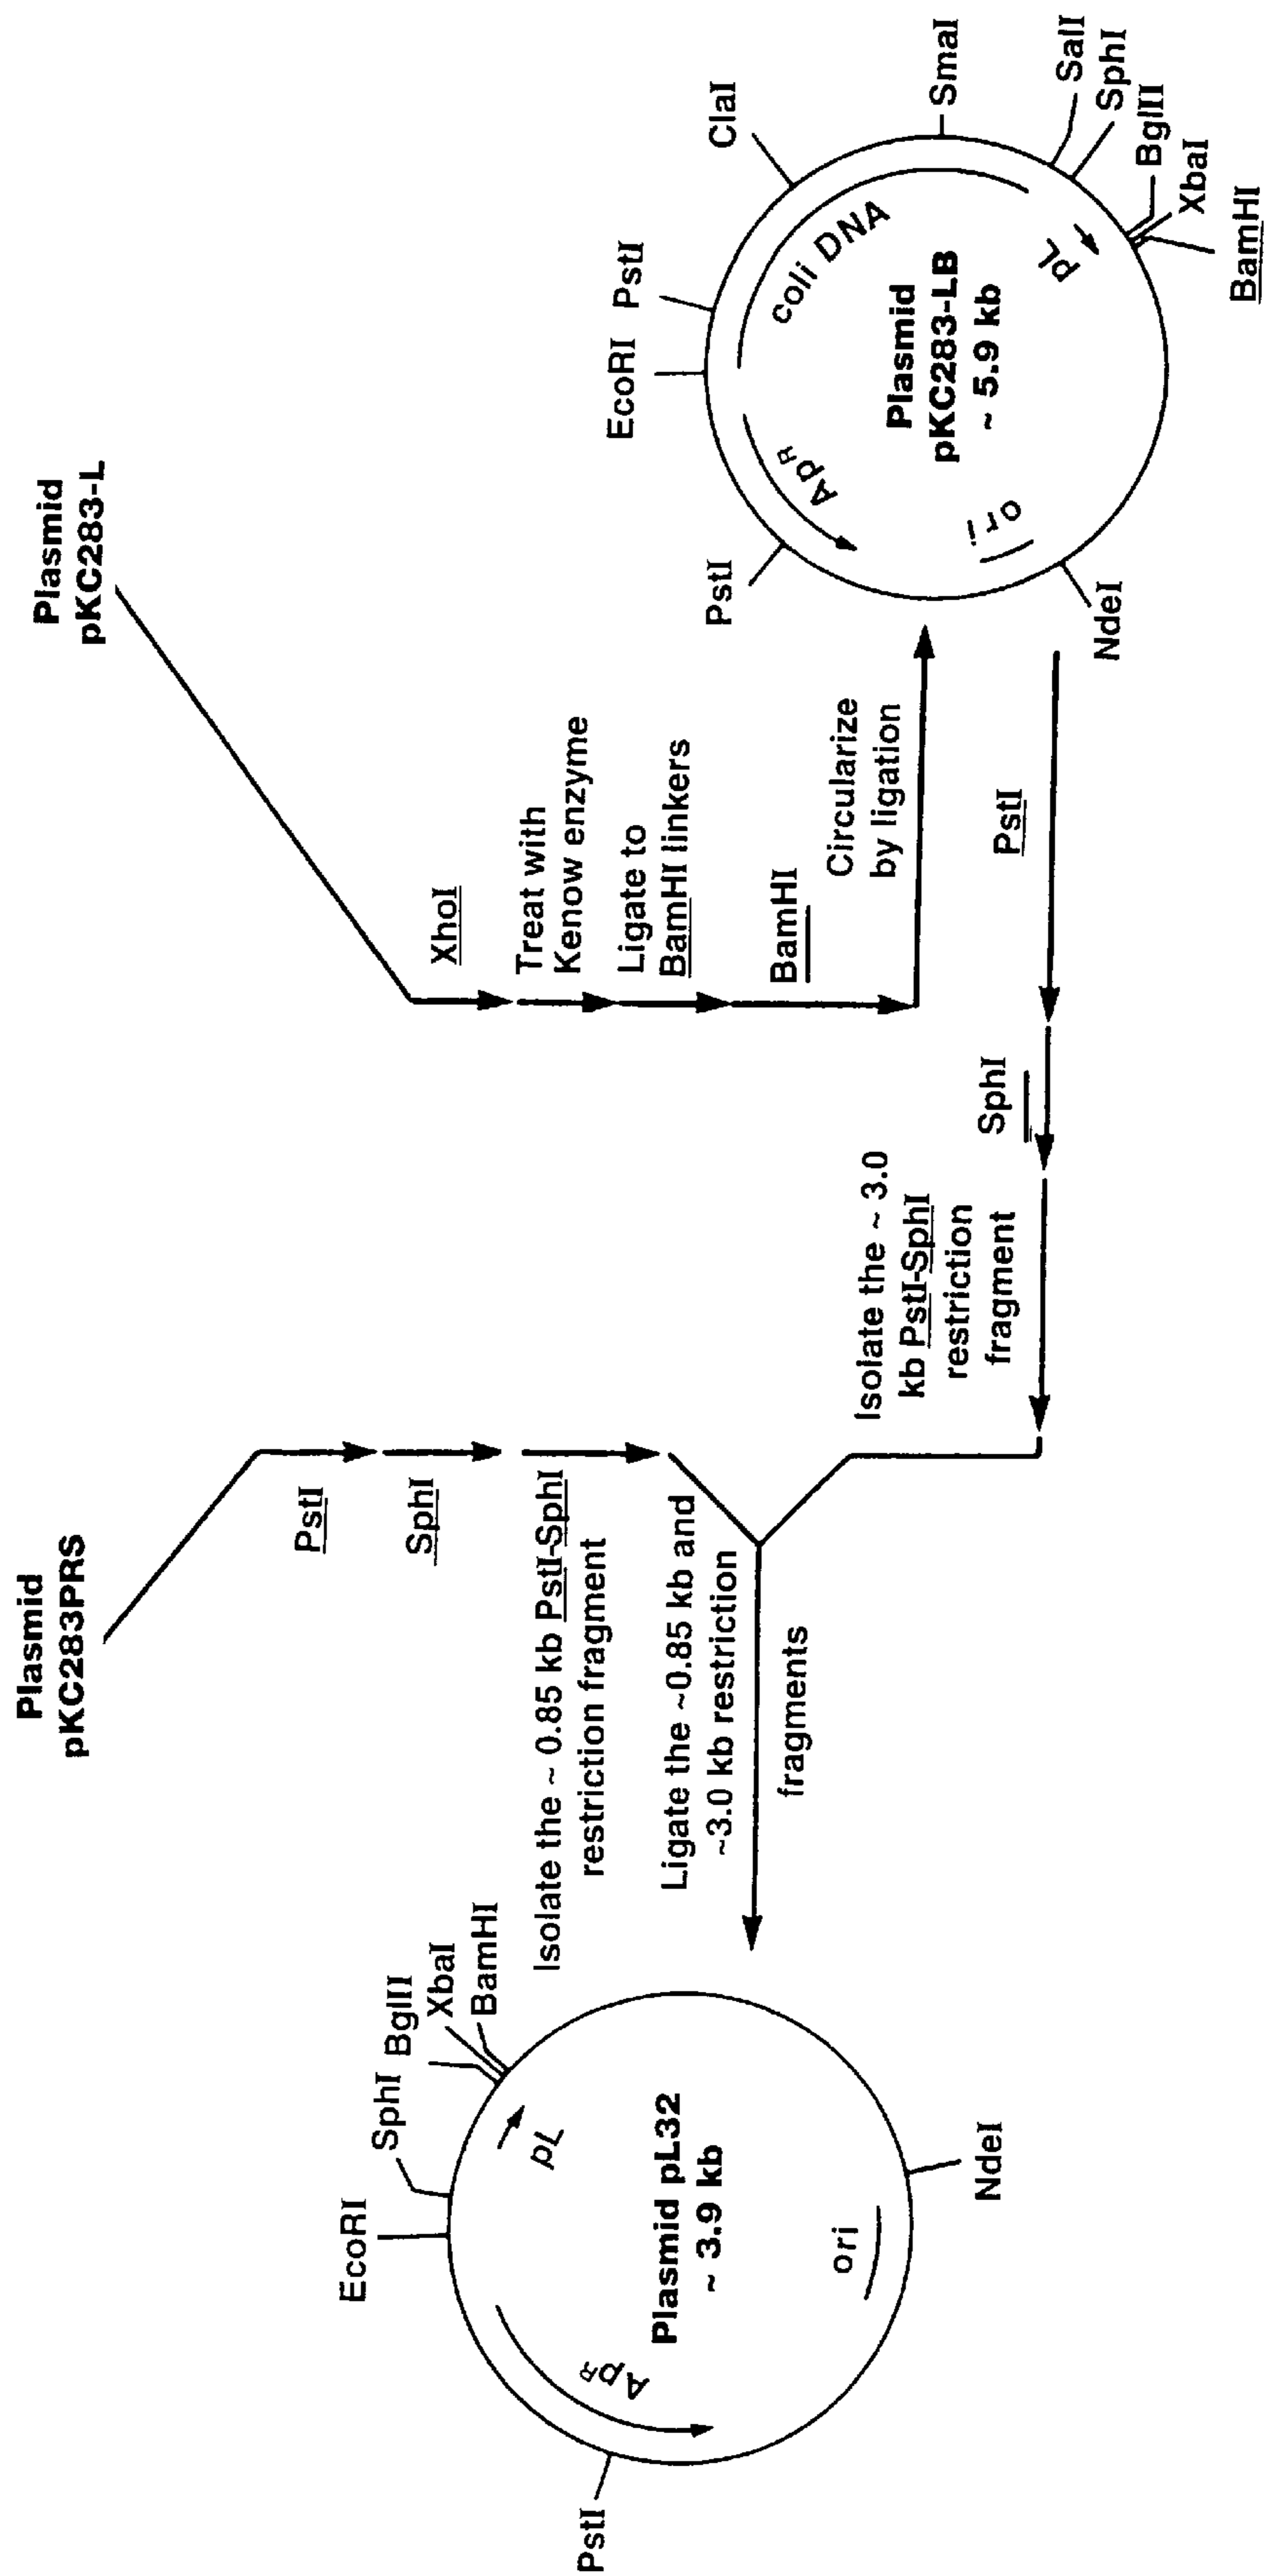 Plasmid
pKC283PRS
PstI
SphI
Isolate the ~ 0.85 kb PstI-SphI
restriction fragment
Ligate the ~0.85 kb and
~3.0 kb restriction
fragments
Plasmid
pKC283-L
XhoI
Treat with
Kenow enzyme
Ligate to
BamHI linkers
BamHI
Circularize
by ligation
PstI
EcoRI
PstI
ClaI
SmaI
SalI
SphI
BglII
XbaI
BamHI
NdeI
ApR
coli DNA
pL
ori
Plasmid
pKC283-LB
~ 5.9 kb
PstI
SphI
Isolate the ~ 3.0
kb PstI-SphI
restriction
fragment
PstI
EcoRI
SphI
BglII
XbaI
BamHI
NdeI
ApR
pL
ori
Plasmid pL32
~ 3.9 kb